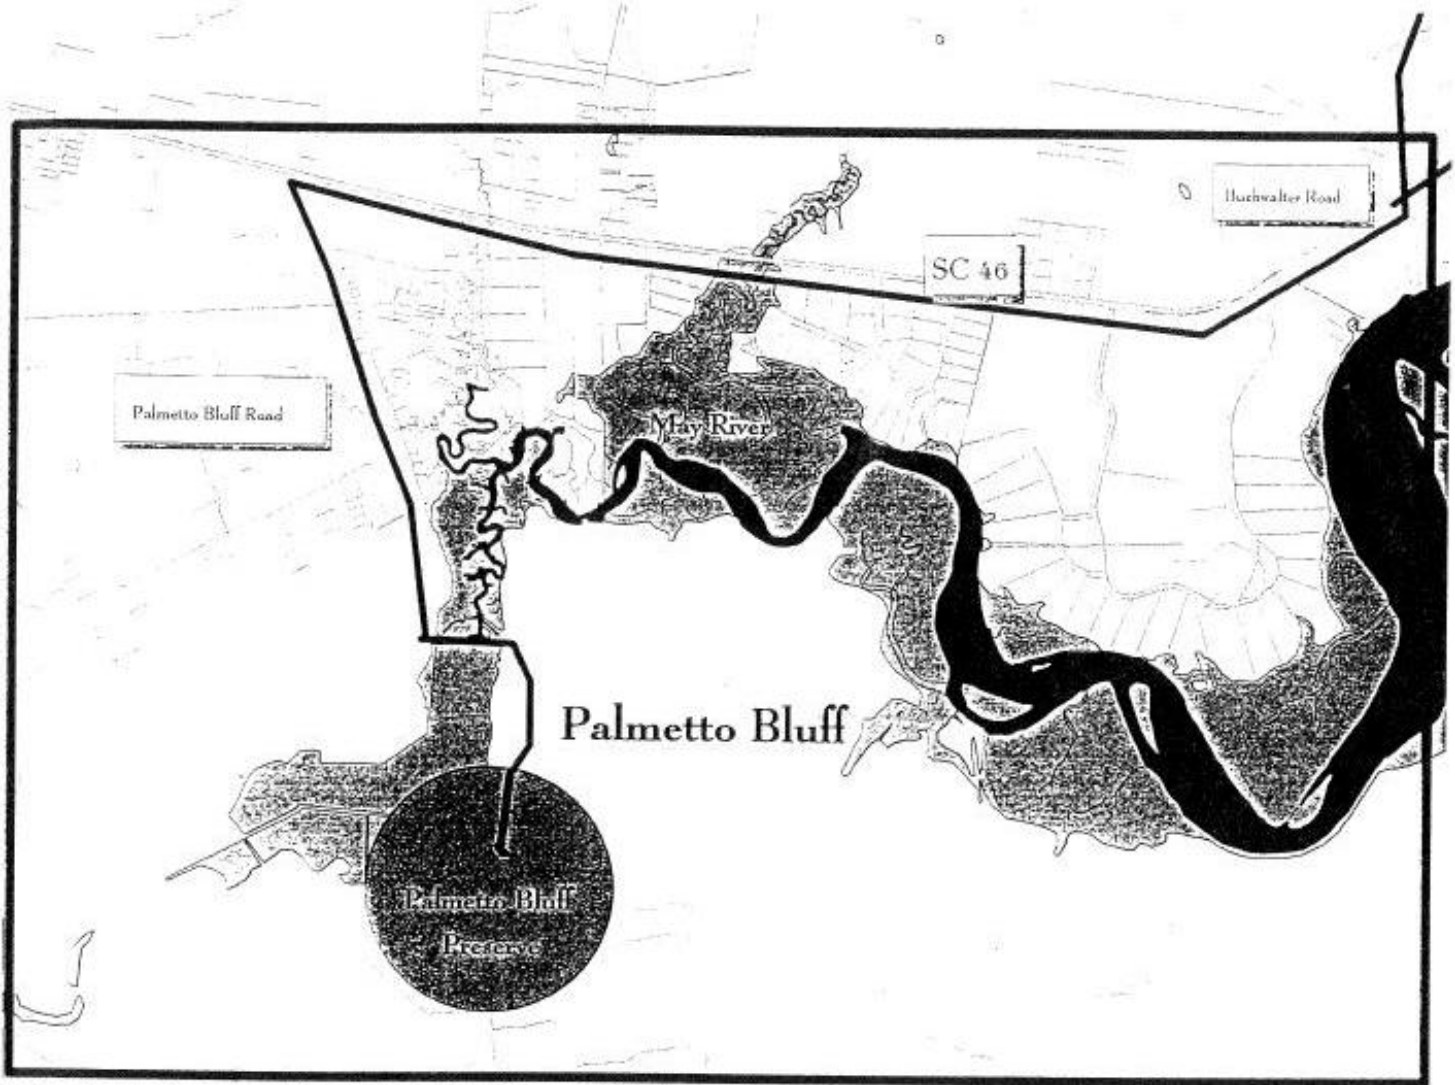 Buckwalter Road
SC 46
Palmetto Bluff Road
May River
Palmetto Bluff
Palmetto Bluff
Preserve